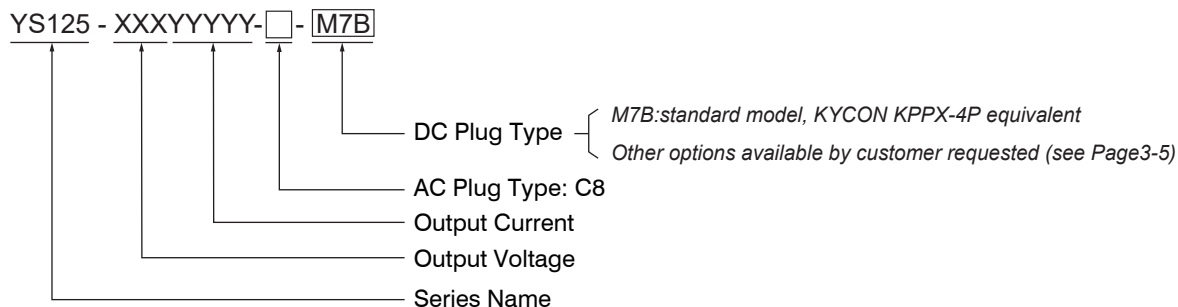 YS125 - XXXYYYYY-□ - M7B
DC Plug Type
M7B:standard model, KYCON KPPX-4P equivalent
Other options available by customer requested (see Page3-5)
AC Plug Type: C8
Output Current
Output Voltage
Series Name